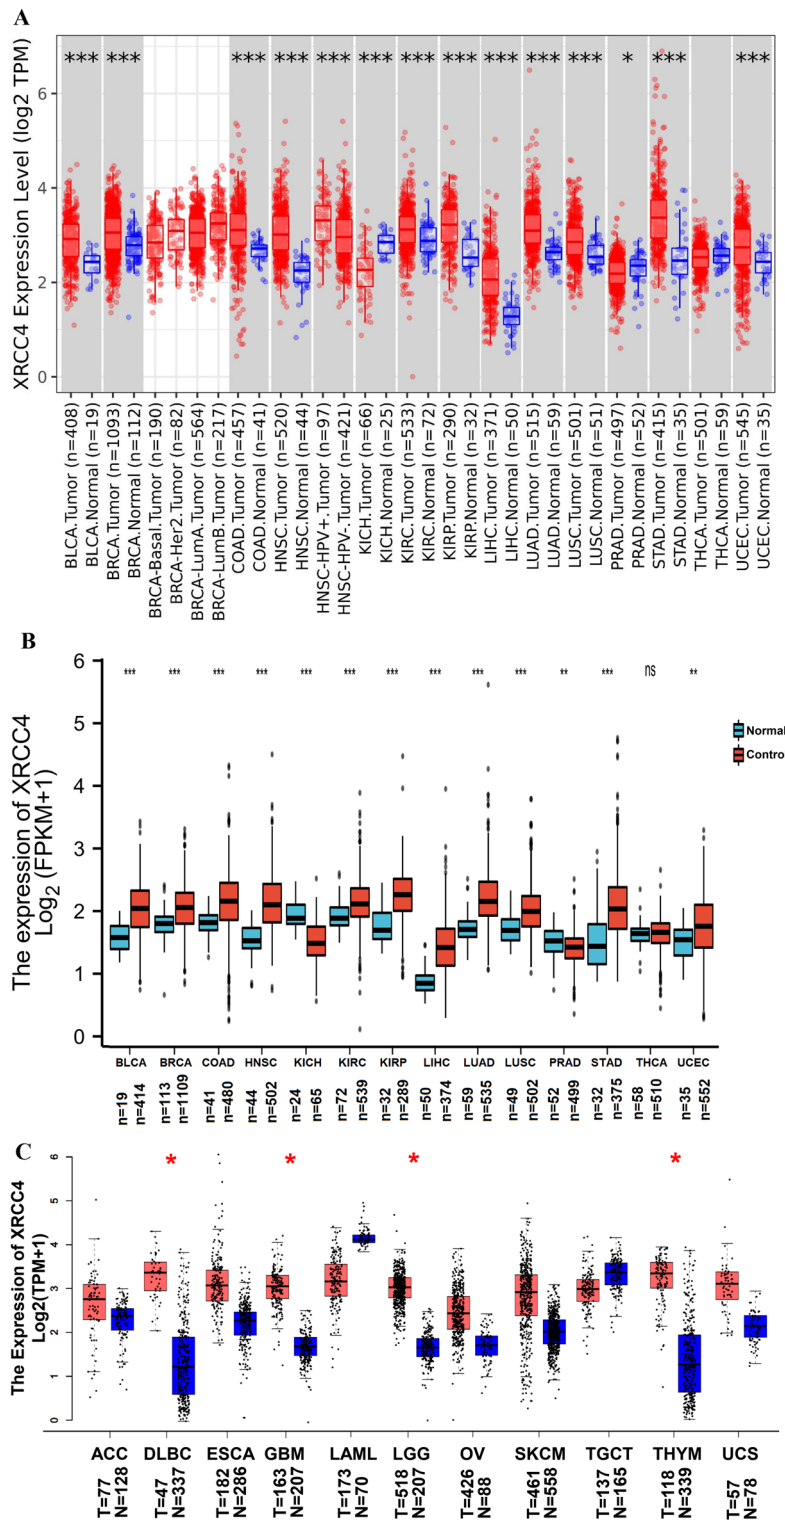 A
*** *** *** *** *** *** *** *** *** *** * *** ***
XRCC4 Expression Level (log2 TPM)
6
4
2
0
BLCA.Tumor (n=408)
BLCA.Normal (n=19)
BRCA.Tumor (n=1093)
BRCA.Normal (n=112)
BRCA-Basal.Tumor (n=190)
BRCA-Her2.Tumor (n=82)
BRCA-LumA.Tumor (n=564)
BRCA-LumB.Tumor (n=217)
COAD.Tumor (n=457)
COAD.Normal (n=41)
HNSC.Tumor (n=520)
HNSC.Normal (n=44)
HNSC-HPV+.Tumor (n=97)
HNSC-HPV-.Tumor (n=421)
KICH.Tumor (n=66)
KICH.Normal (n=25)
KIRC.Tumor (n=533)
KIRC.Normal (n=72)
KIRP.Tumor (n=290)
KIRP.Normal (n=32)
LIHC.Tumor (n=371)
LIHC.Normal (n=50)
LUAD.Tumor (n=515)
LUAD.Normal (n=59)
LUSC.Tumor (n=501)
LUSC.Normal (n=51)
PRAD.Tumor (n=497)
PRAD.Normal (n=52)
STAD.Tumor (n=415)
STAD.Normal (n=35)
THCA.Tumor (n=501)
THCA.Normal (n=59)
UCEC.Tumor (n=545)
UCEC.Normal (n=35)
B
*** *** *** *** *** *** *** *** *** *** ** *** ns **
The expression of XRCC4
Log2 (FPKM+1)
6
5
4
3
2
1
0
Normal
Control
BLCA BRCA COAD HNSC KICH KIRC KIRP LIHC LUAD LUSC PRAD STAD THCA UCEC
n=19
n=414
n=113
n=1109
n=41
n=480
n=44
n=502
n=24
n=65
n=72
n=539
n=32
n=289
n=50
n=374
n=59
n=535
n=49
n=502
n=52
n=499
n=32
n=375
n=58
n=510
n=35
n=552
C
* * * *
The Expression of XRCC4
Log2(TPM+1)
6
5
4
3
2
1
0
ACC DLBC ESCA GBM LAML LGG OV SKCM TGCT THYM UCS
T=77
N=128
T=47
N=337
T=182
N=286
T=163
N=207
T=173
N=70
T=518
N=207
T=426
N=88
T=461
N=558
T=137
N=165
T=118
N=339
T=57
N=78